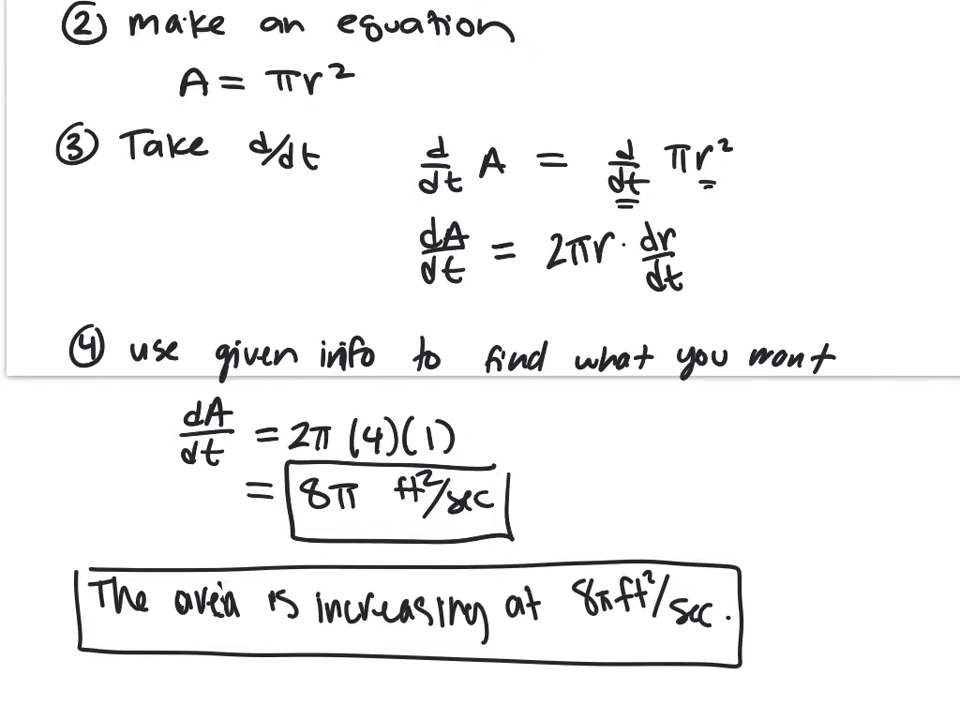 ② make an equation
A = πr²
③ Take d/dt
d/dt A = d/dt πr²
dA/dt = 2πr · dr/dt
④ use given info to find what you want
dA/dt = 2π (4)(1)
= 8π ft²/sec
The area is increasing at 8π ft²/sec.